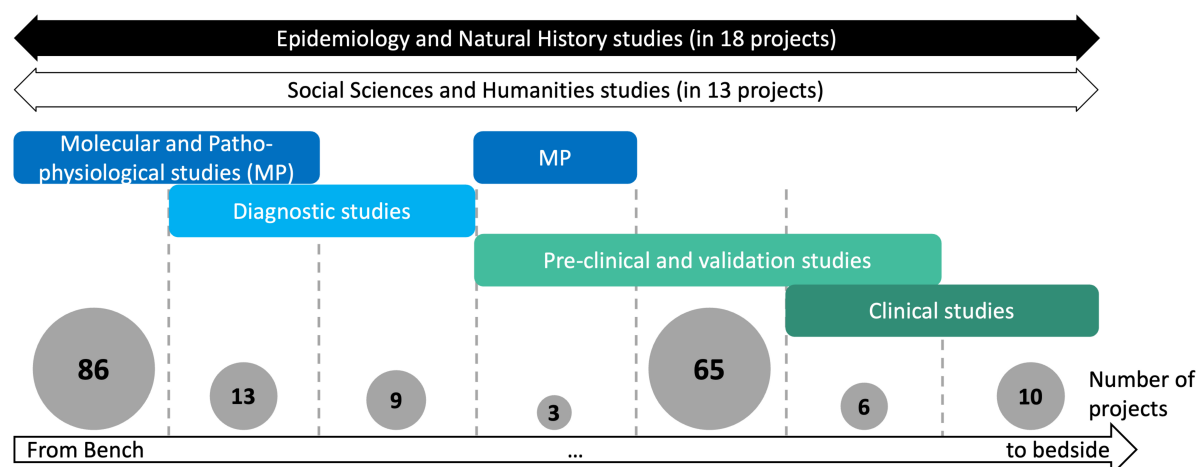 Epidemiology and Natural History studies (in 18 projects)
Social Sciences and Humanities studies (in 13 projects)
Molecular and Patho-
physiological studies (MP)
MP
Diagnostic studies
Pre-clinical and validation studies
Clinical studies
86
13
9
3
65
6
10
Number of
projects
From Bench
...
to bedside